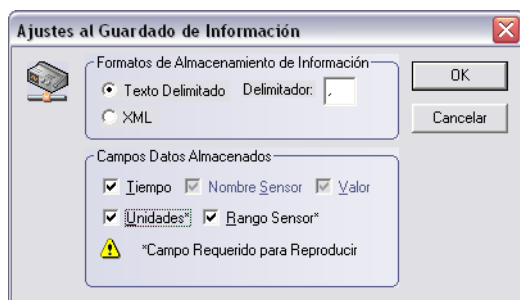 Ajustes al Guardado de Información
Formatos de Almacenamiento de Información
Texto Delimitado Delimitador: ,
XML
OK
Cancelar
Campos Datos Almacenados
Tiempo Nombre Sensor Valor
Unidades* Rango Sensor*
*Campo Requerido para Reproducir